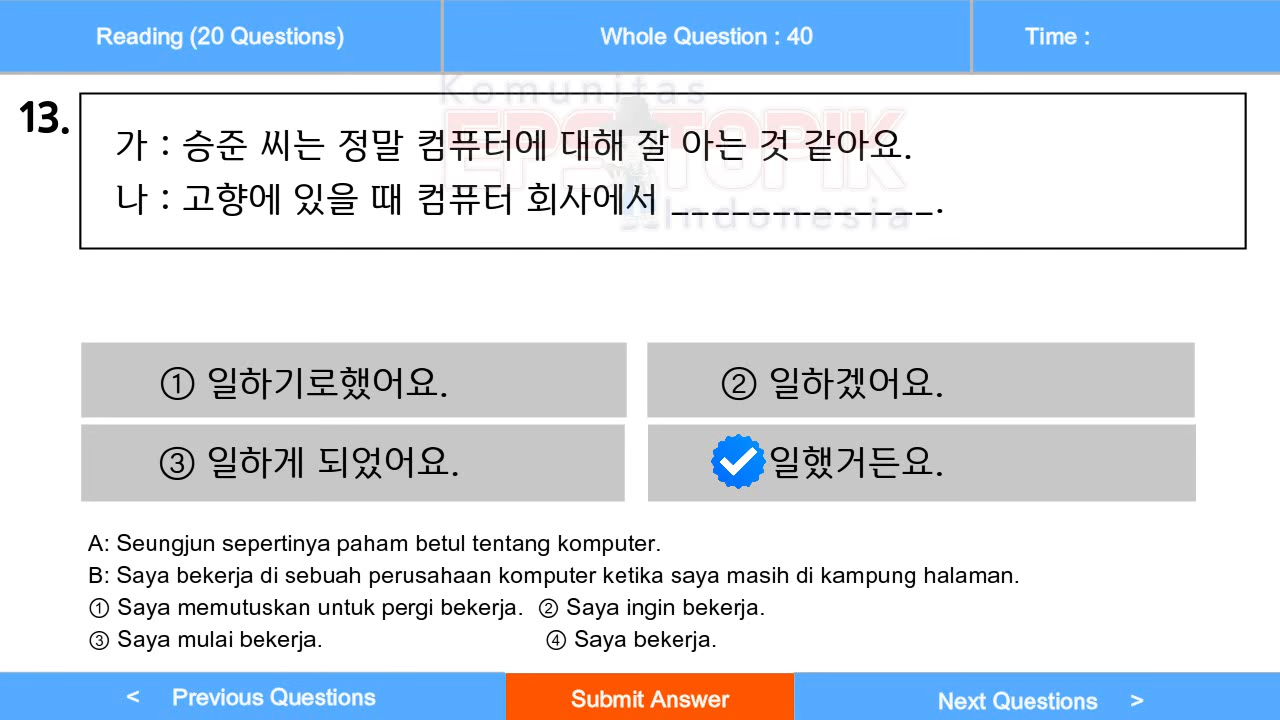 Reading (20 Questions)
Whole Question : 40
Time :
Komunitas
EPS TOPIK
Indonesia
13.
가 : 승준 씨는 정말 컴퓨터에 대해 잘 아는 것 같아요.
나 : 고향에 있을 때 컴퓨터 회사에서 _____________.
① 일하기로했어요.
② 일하겠어요.
③ 일하게 되었어요.
일했거든요.
A: Seungjun sepertinya paham betul tentang komputer.
B: Saya bekerja di sebuah perusahaan komputer ketika saya masih di kampung halaman.
① Saya memutuskan untuk pergi bekerja. ② Saya ingin bekerja.
③ Saya mulai bekerja. ④ Saya bekerja.
< Previous Questions
Submit Answer
Next Questions >